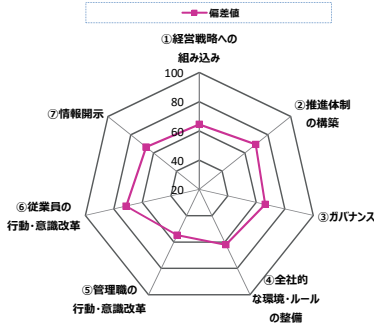 偏差値
①経営戦略への
組み込み
②推進体制
の構築
③ガバナンス
④全社的
な環境・ルール
の整備
⑤管理職の
行動・意識改革
⑥従業員の
行動・意識改革
⑦情報開示
100
80
60
40
20